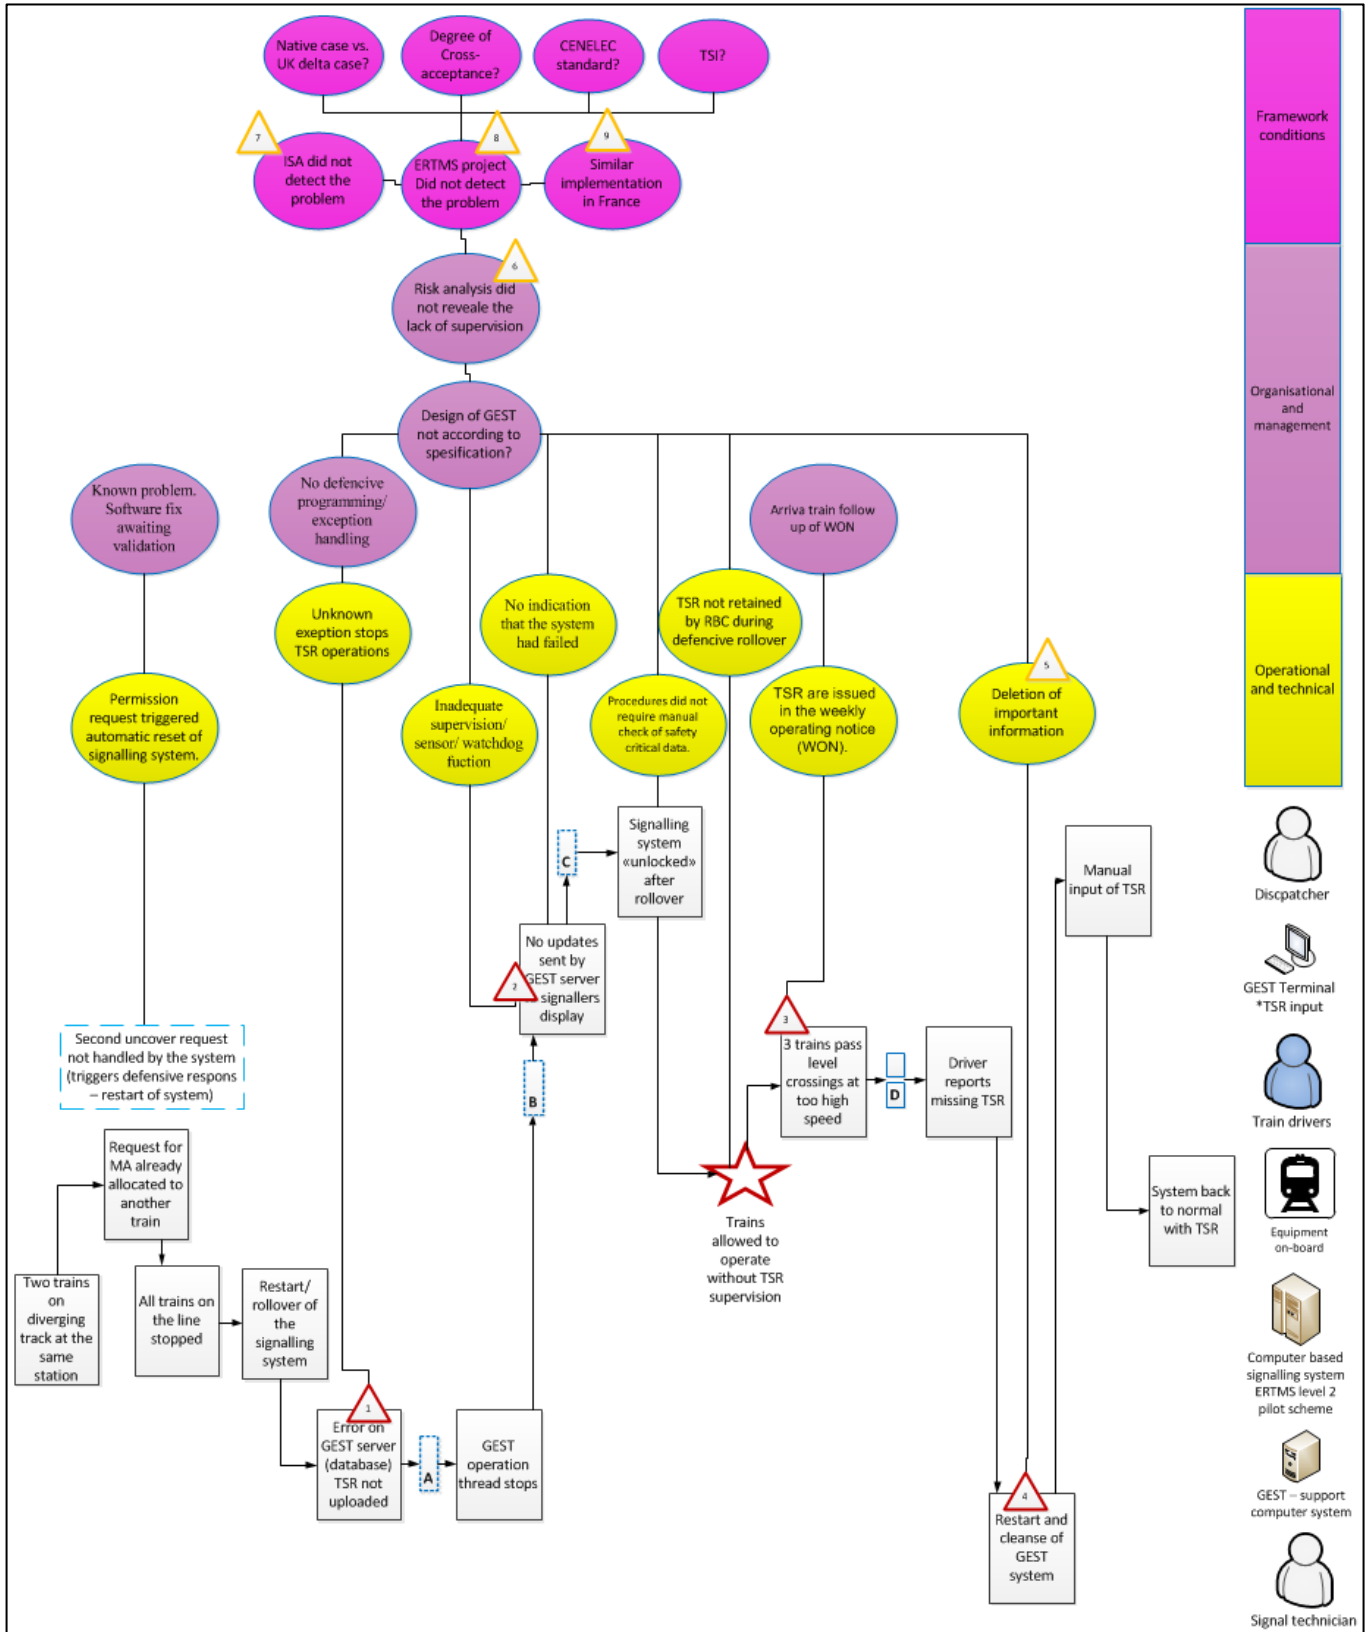 Native case vs.
UK delta case?
Degree of
Cross-
acceptance?
CENELEC
standard?
TSI?
Framework
conditions
7
ISA did not
detect the
problem
8
ERTMS project
Did not detect
the problem
9
Similar
implementation
in France
6
Risk analysis did
not reveale the
lack of supervision
Organisational
and
management
Design of GEST
not according to
spesification?
Known problem.
Software fix
awaiting
validation
No defencive
programming/
exception
handling
Arriva train follow
up of WON
Unknown
exeption stops
TSR operations
No indication
that the system
had failed
TSR not retained
by RBC during
defencive rollover
Operational
and technical
5
Permission
request triggered
automatic reset of
signalling system.
Inadequate
supervision/
sensor/ watchdog
fuction
Procedures did not
require manual
check of safety
critical data.
TSR are issued
in the weekly
operating notice
(WON).
Deletion of
important
information
Signalling
system
«unlocked»
after
rollover
C
Manual
input of TSR
Discpatcher
No updates
sent by
GEST server
signallers
display
2
GEST Terminal
*TSR input
Second uncover request
not handled by the system
(triggers defensive respons
– restart of system)
B
3
3 trains pass
level
crossings at
too high
speed
D
Driver
reports
missing TSR
Train drivers
Request for
MA already
allocated to
another
train
System back
to normal
with TSR
Equipment
on-board
Trains
allowed to
operate
without TSR
supervision
Two trains
on
diverging
track at the
same
station
All trains on
the line
stopped
Restart/
rollover of
the
signalling
system
Computer based
signalling system
ERTMS level 2
pilot scheme
1
Error on
GEST server
(database)
TSR not
uploaded
A
GEST
operation
thread stops
GEST – support
computer system
4
Restart and
cleanse of
GEST
system
Signal technician